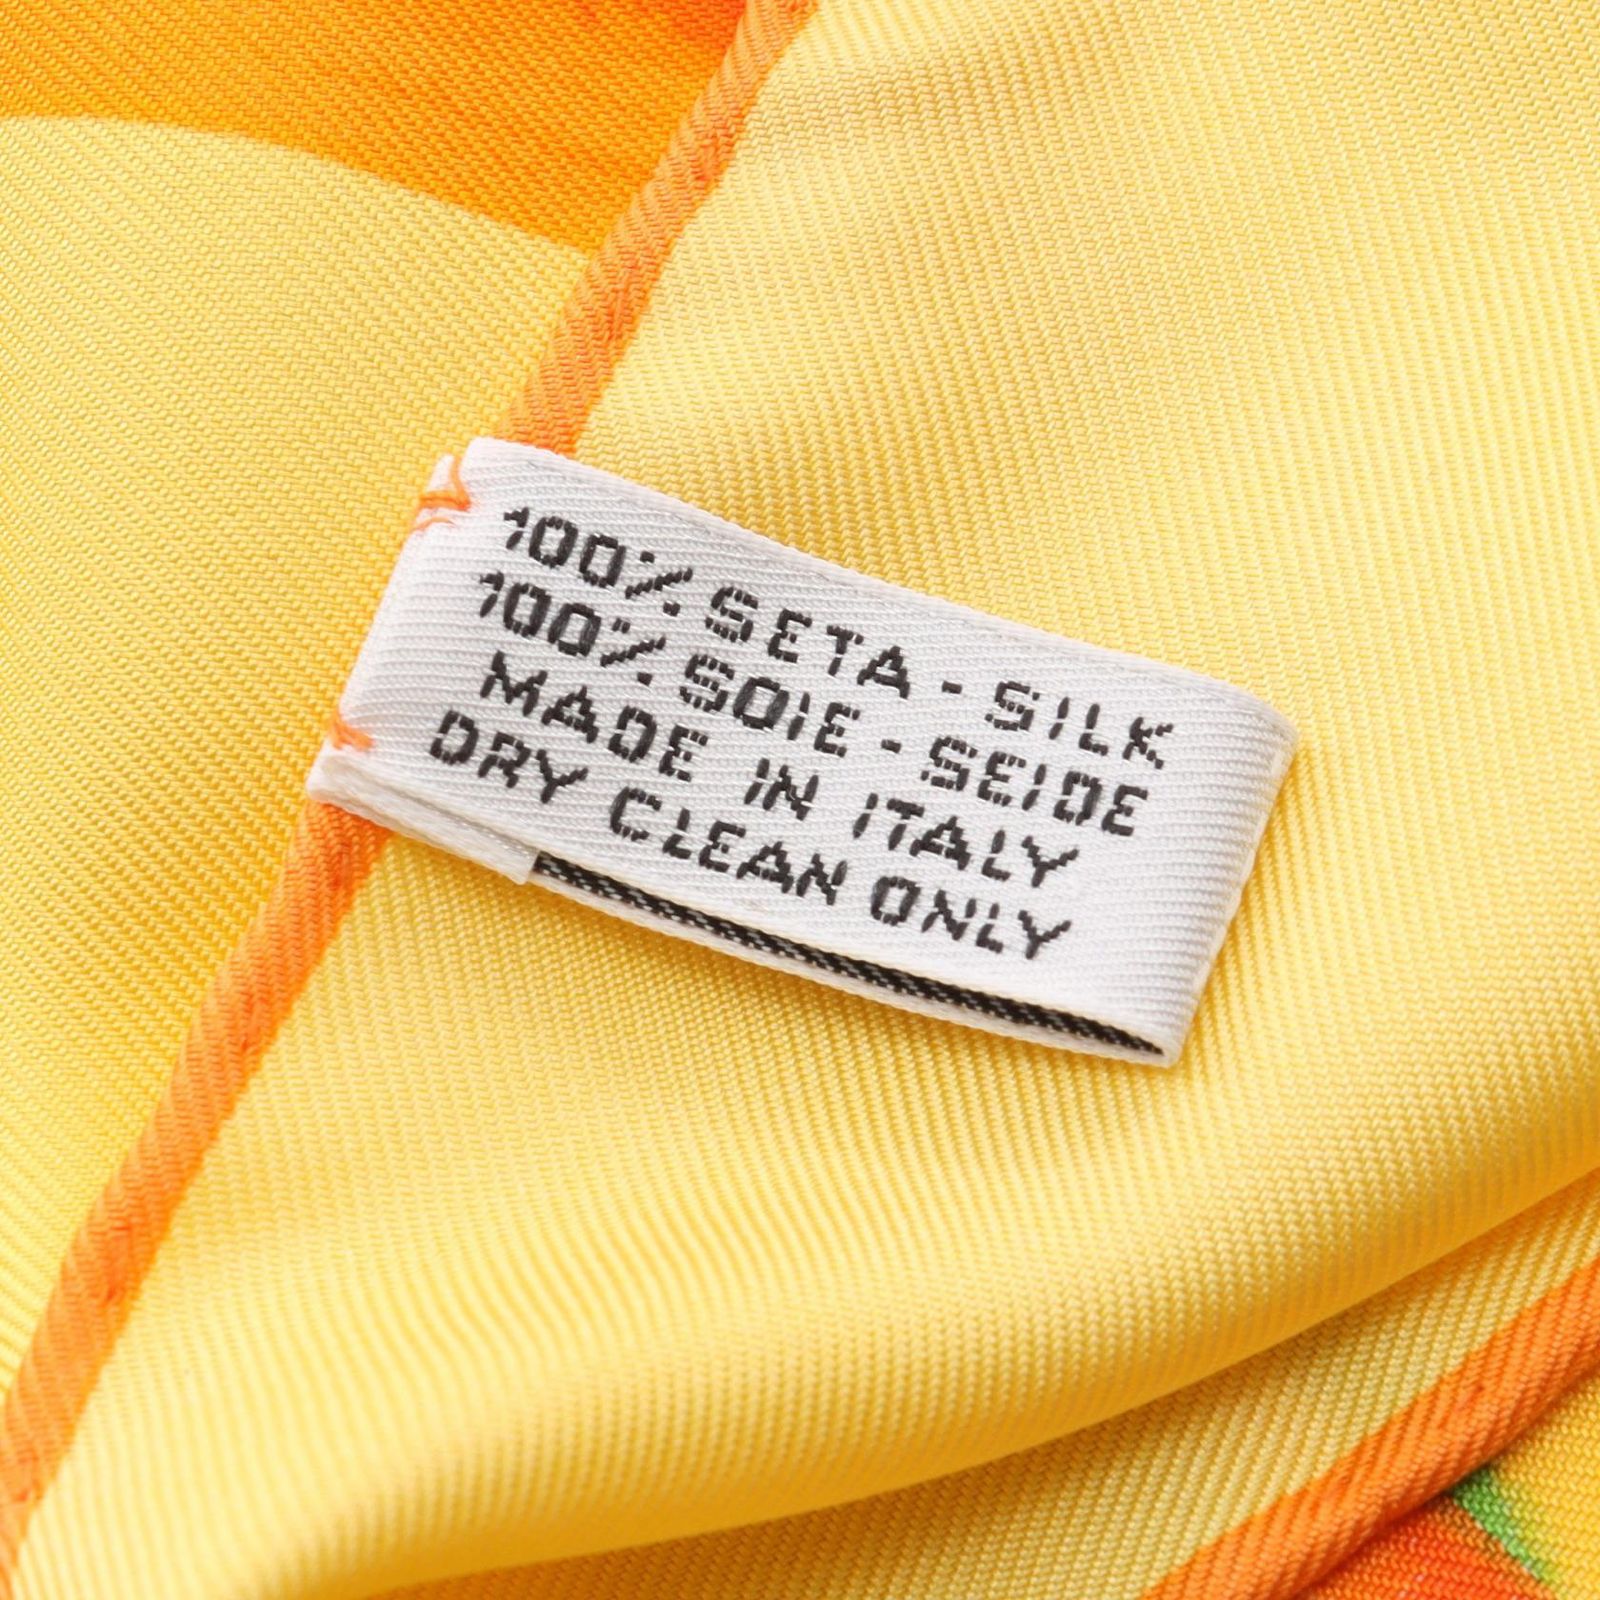 100% SETA - SILK
100% SOIE - SEIDE
MADE IN ITALY
DRY CLEAN ONLY